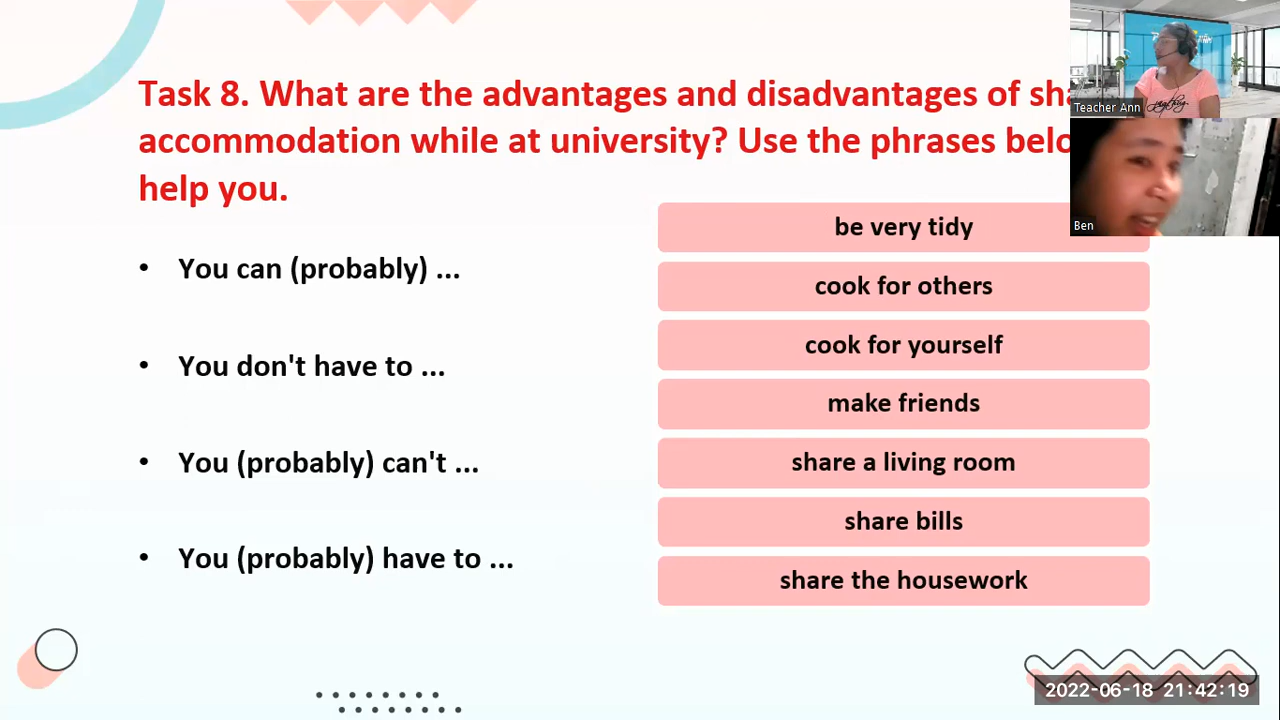 Task 8. What are the advantages and disadvantages of
accommodation while at university? Use the phrases
help you.
• You can (probably) ...
• You don't have to ...
• You (probably) can't ...
• You (probably) have to ...
be very tidy
cook for others
cook for yourself
make friends
share a living room
share bills
share the housework
Teacher Ann
Ben
2022-06-18 21:42:19